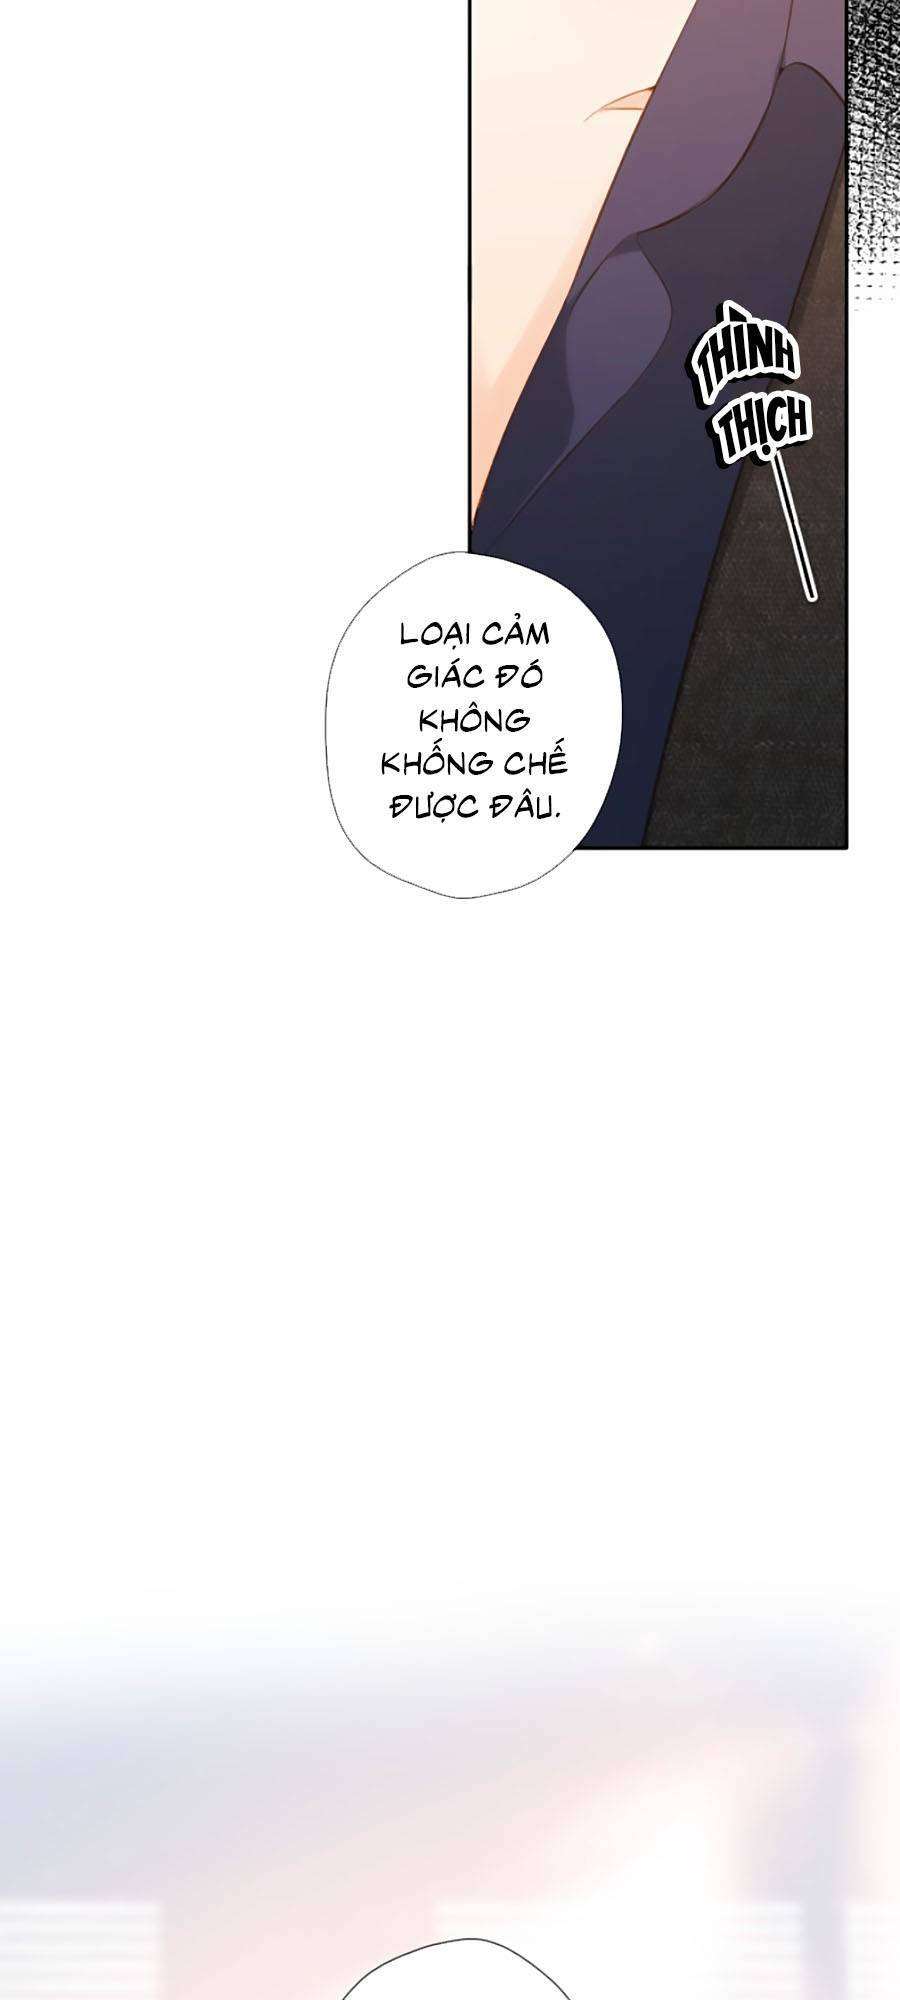 THÌNH
THỊCH
LOẠI CẢM
GIÁC ĐÓ
KHÔNG
KHỐNG CHẾ
ĐƯỢC ĐÂU.